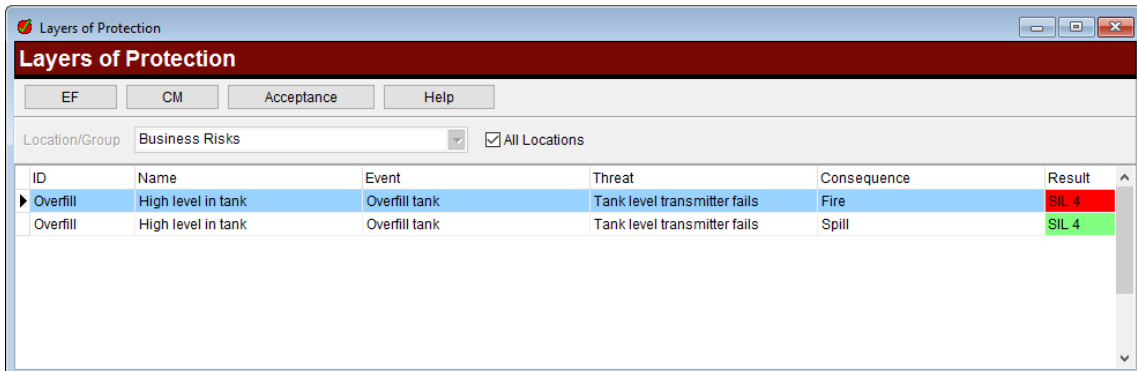 Layers of Protection
Layers of Protection
EF CM Acceptance Help
Location/Group Business Risks All Locations
ID Name Event Threat Consequence Result
Overfill High level in tank Overfill tank Tank level transmitter fails Fire SIL 4
Overfill High level in tank Overfill tank Tank level transmitter fails Spill SIL 4